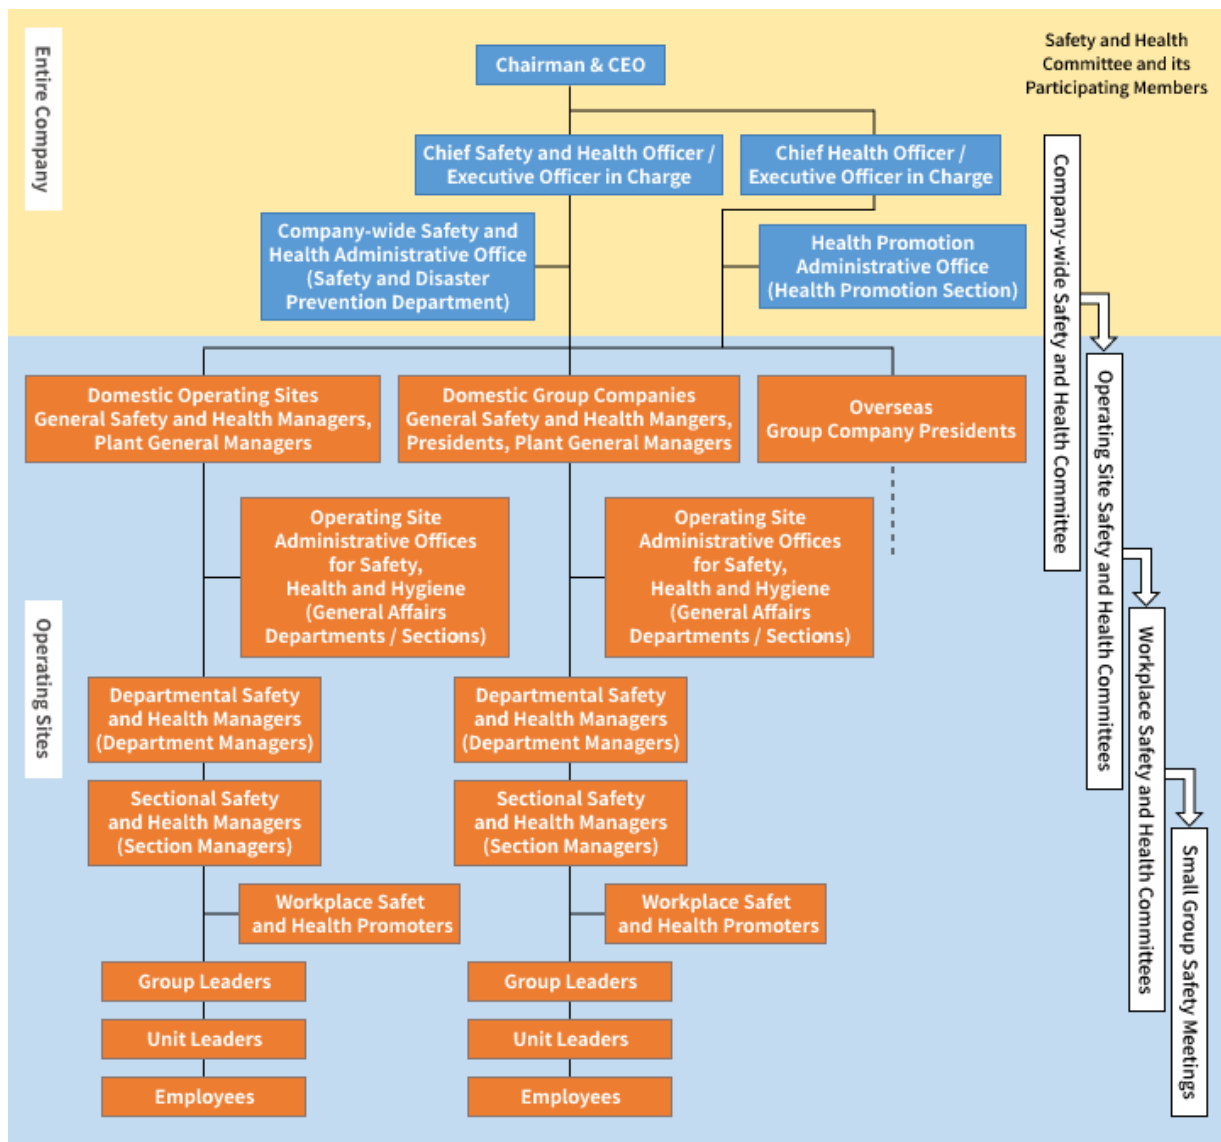 Entire Company
Safety and Health
Committee and its
Participating Members
Chairman & CEO
Chief Safety and Health Officer /
Executive Officer in Charge
Chief Health Officer /
Executive Officer in Charge
Company-wide Safety and
Health Administrative Office
(Safety and Disaster
Prevention Department)
Health Promotion
Administrative Office
(Health Promotion Section)
Company-wide Safety and Health Committee
Operating Sites
Domestic Operating Sites
General Safety and Health Managers,
Plant General Managers
Domestic Group Companies
General Safety and Health Mangers,
Presidents, Plant General Managers
Overseas
Group Company Presidents
Operating Site Safety and Health Committees
Operating Site
Administrative Offices
for Safety,
Health and Hygiene
(General Affairs
Departments / Sections)
Operating Site
Administrative Offices
for Safety,
Health and Hygiene
(General Affairs
Departments / Sections)
Workplace Safety and Health Committees
Departmental Safety
and Health Managers
(Department Managers)
Departmental Safety
and Health Managers
(Department Managers)
Sectional Safety
and Health Managers
(Section Managers)
Sectional Safety
and Health Managers
(Section Managers)
Small Group Safety Meetings
Workplace Safet
and Health Promoters
Workplace Safet
and Health Promoters
Group Leaders
Group Leaders
Unit Leaders
Unit Leaders
Employees
Employees